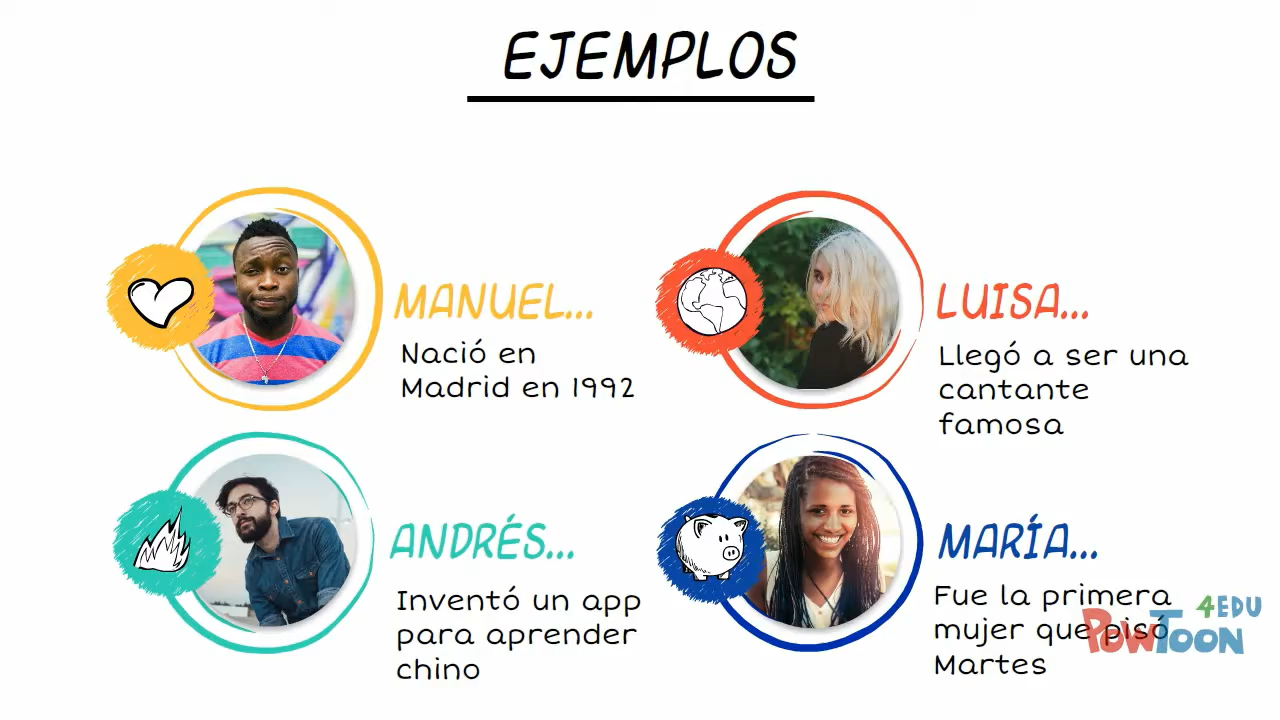 EJEMPLOS
MANUEL...
Nació en
Madrid en 1992
LUISA...
Llegó a ser una
cantante
famosa
ANDRÉS...
Inventó un app
para aprender
chino
MARÍA...
Fue la primera
mujer que pisó
Martes
POWTOON
4EDU